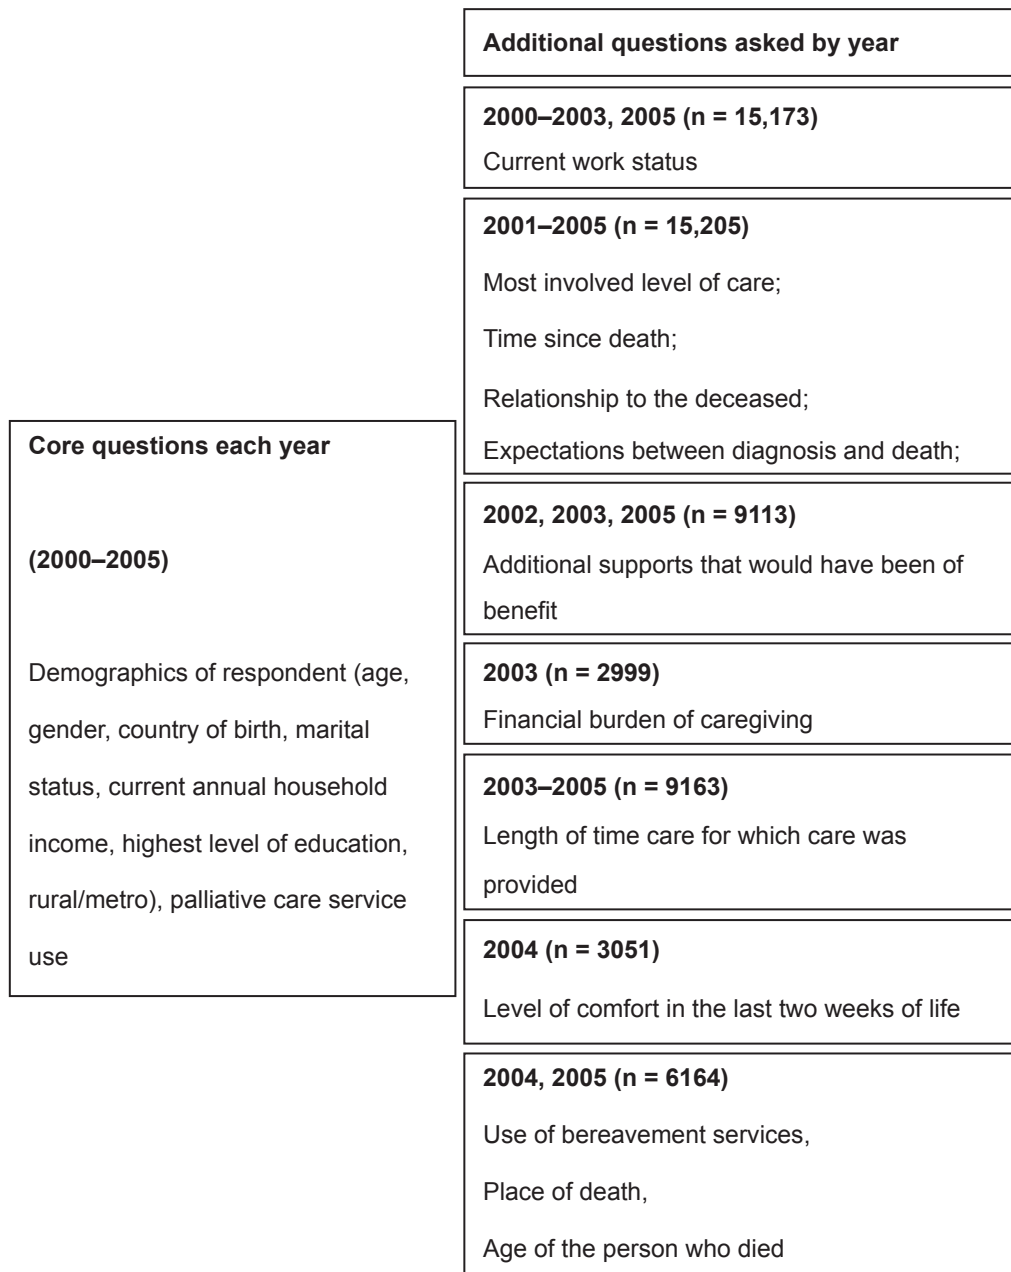 Additional questions asked by year
2000–2003, 2005 (n = 15,173)
Current work status
2001–2005 (n = 15,205)
Most involved level of care;
Time since death;
Relationship to the deceased;
Expectations between diagnosis and death;
Core questions each year
(2000–2005)
Demographics of respondent (age,
gender, country of birth, marital
status, current annual household
income, highest level of education,
rural/metro), palliative care service
use
2002, 2003, 2005 (n = 9113)
Additional supports that would have been of
benefit
2003 (n = 2999)
Financial burden of caregiving
2003–2005 (n = 9163)
Length of time care for which care was
provided
2004 (n = 3051)
Level of comfort in the last two weeks of life
2004, 2005 (n = 6164)
Use of bereavement services,
Place of death,
Age of the person who died